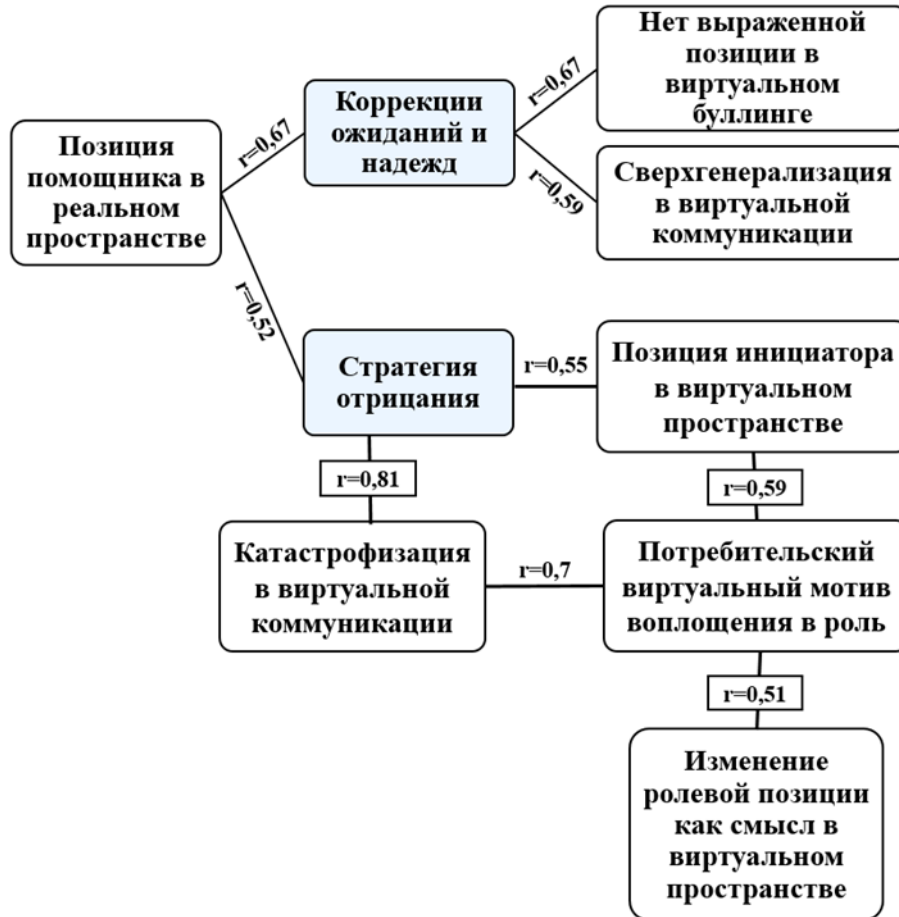 Нет выраженной
позиции в
виртуальном
буллинге
r=0,67
Коррекции
ожиданий и
надежд
r=0,67
Позиция
помощника в
реальном
пространстве
r=0,59
Сверхгенерализация
в виртуальной
коммуникации
r=0,52
Стратегия
отрицания
r=0,55
Позиция инициатора
в виртуальном
пространстве
r=0,81
r=0,59
Катастрофизация
в виртуальной
коммуникации
r=0,7
Потребительский
виртуальный мотив
воплощения в роль
r=0,51
Изменение
ролевой позиции
как смысл в
виртуальном
пространстве